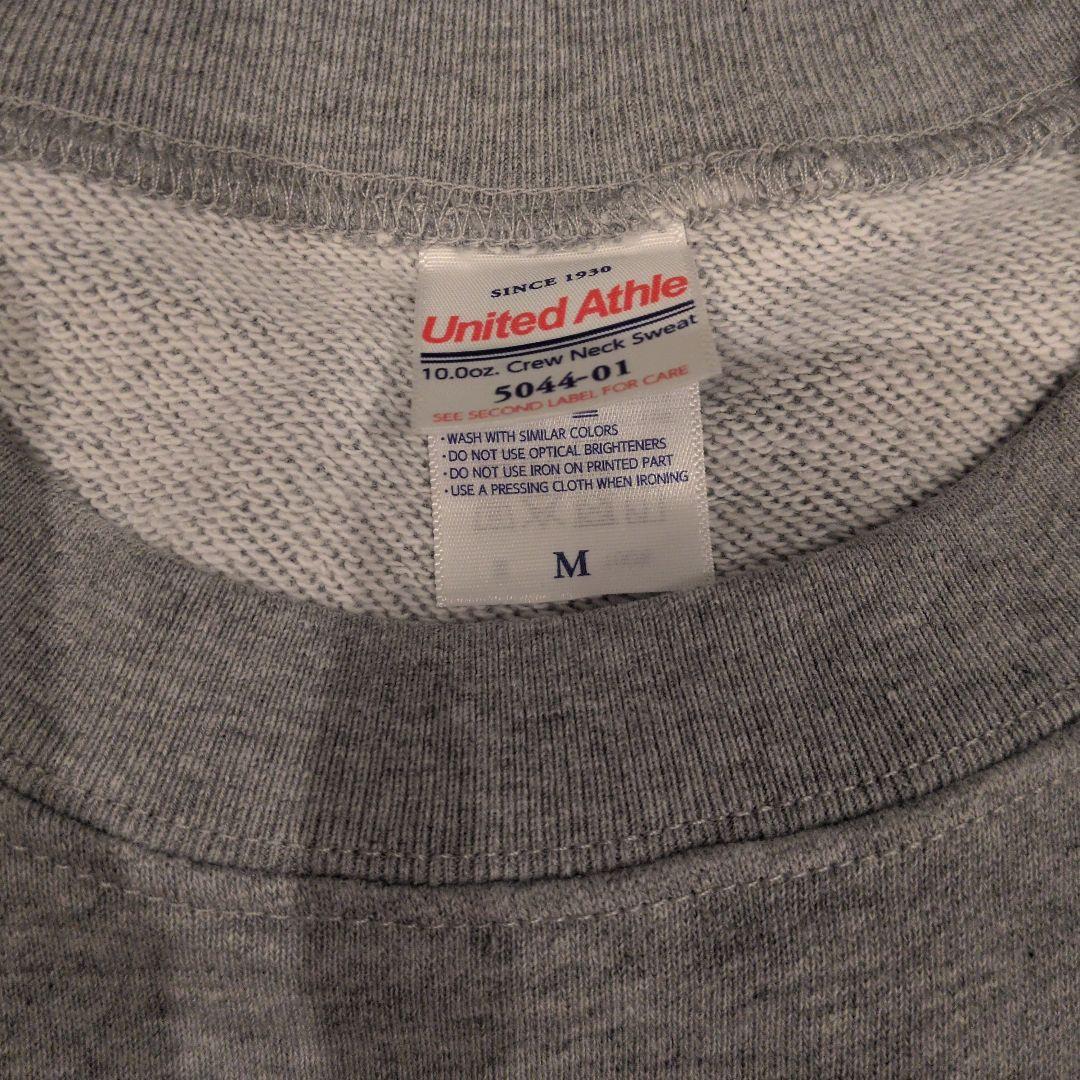 SINCE 1930
United Athle
10.0oz. Crew Neck Sweat
5044-01
SEE SECOND LABEL FOR CARE
・WASH WITH SIMILAR COLORS
・DO NOT USE OPTICAL BRIGHTENERS
・DO NOT USE IRON ON PRINTED PART
・USE A PRESSING CLOTH WHEN IRONING
M